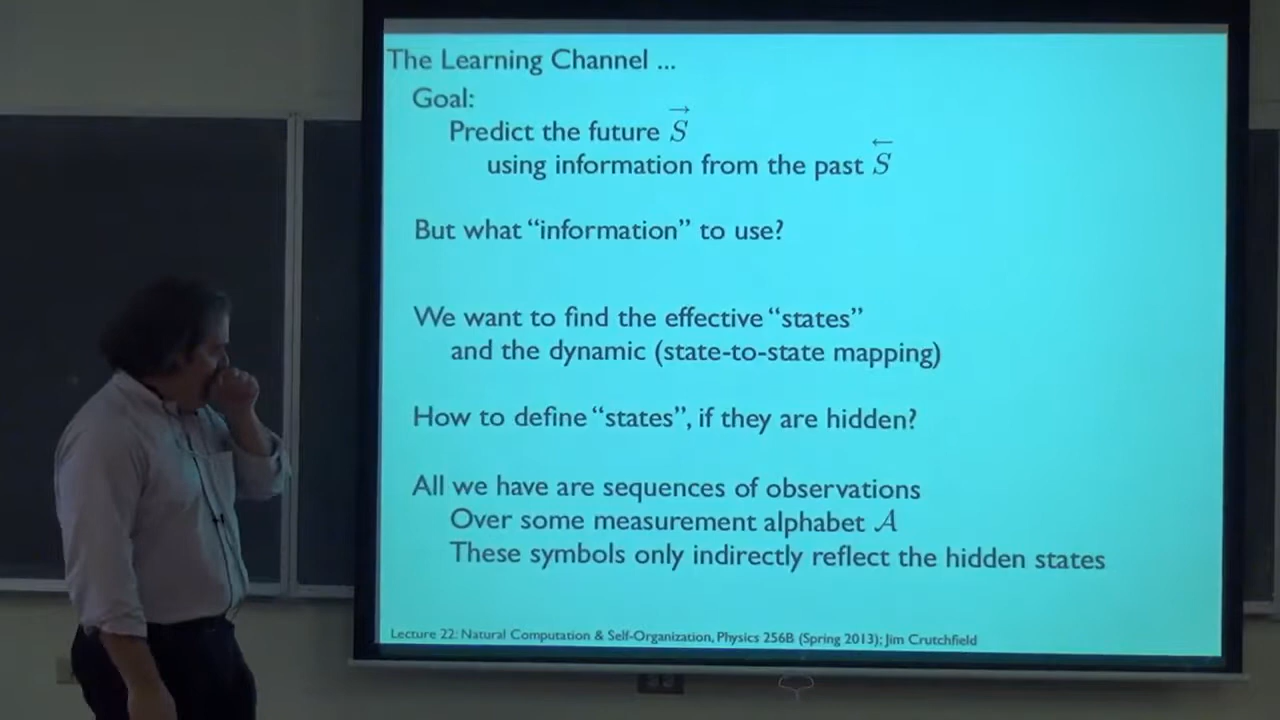 The Learning Channel ...
Goal:
Predict the future $\overrightarrow{S}$
using information from the past $\overleftarrow{S}$
But what “information” to use?
We want to find the effective “states”
and the dynamic (state-to-state mapping)
How to define “states”, if they are hidden?
All we have are sequences of observations
Over some measurement alphabet $\mathcal{A}$
These symbols only indirectly reflect the hidden states
Lecture 22: Natural Computation & Self-Organization, Physics 256B (Spring 2013); Jim Crutchfield